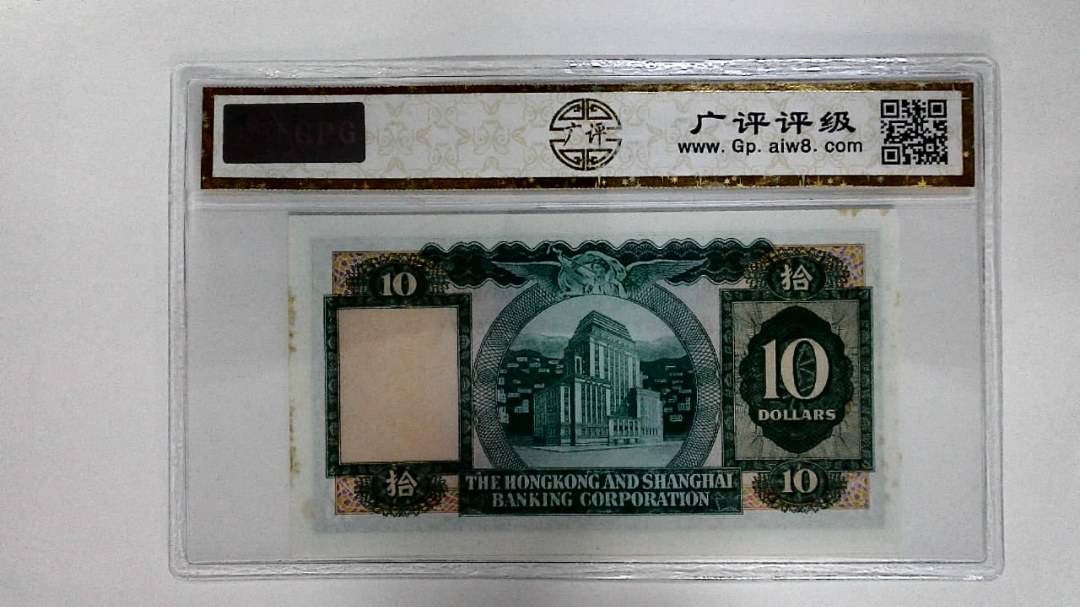 GPG
广评
广评评级
www.Gp.aiw8.com
10
拾
10
DOLLARS
拾
THE HONGKONG AND SHANGHAI
BANKING CORPORATION
10